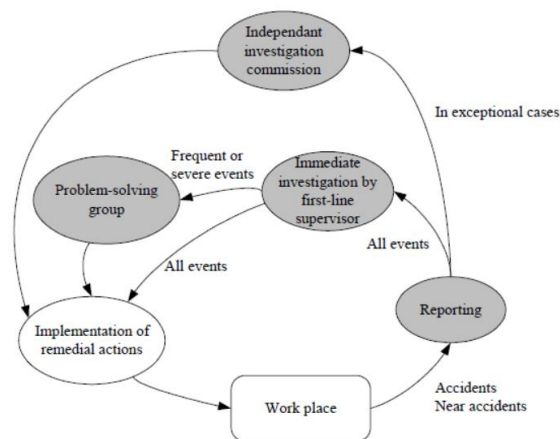 Independant
investigation
commission
In exceptional cases
Frequent or
severe events
Immediate
investigation by
first-line
supervisor
Problem-solving
group
All events
All events
Reporting
Implementation of
remedial actions
Accidents
Near accidents
Work place